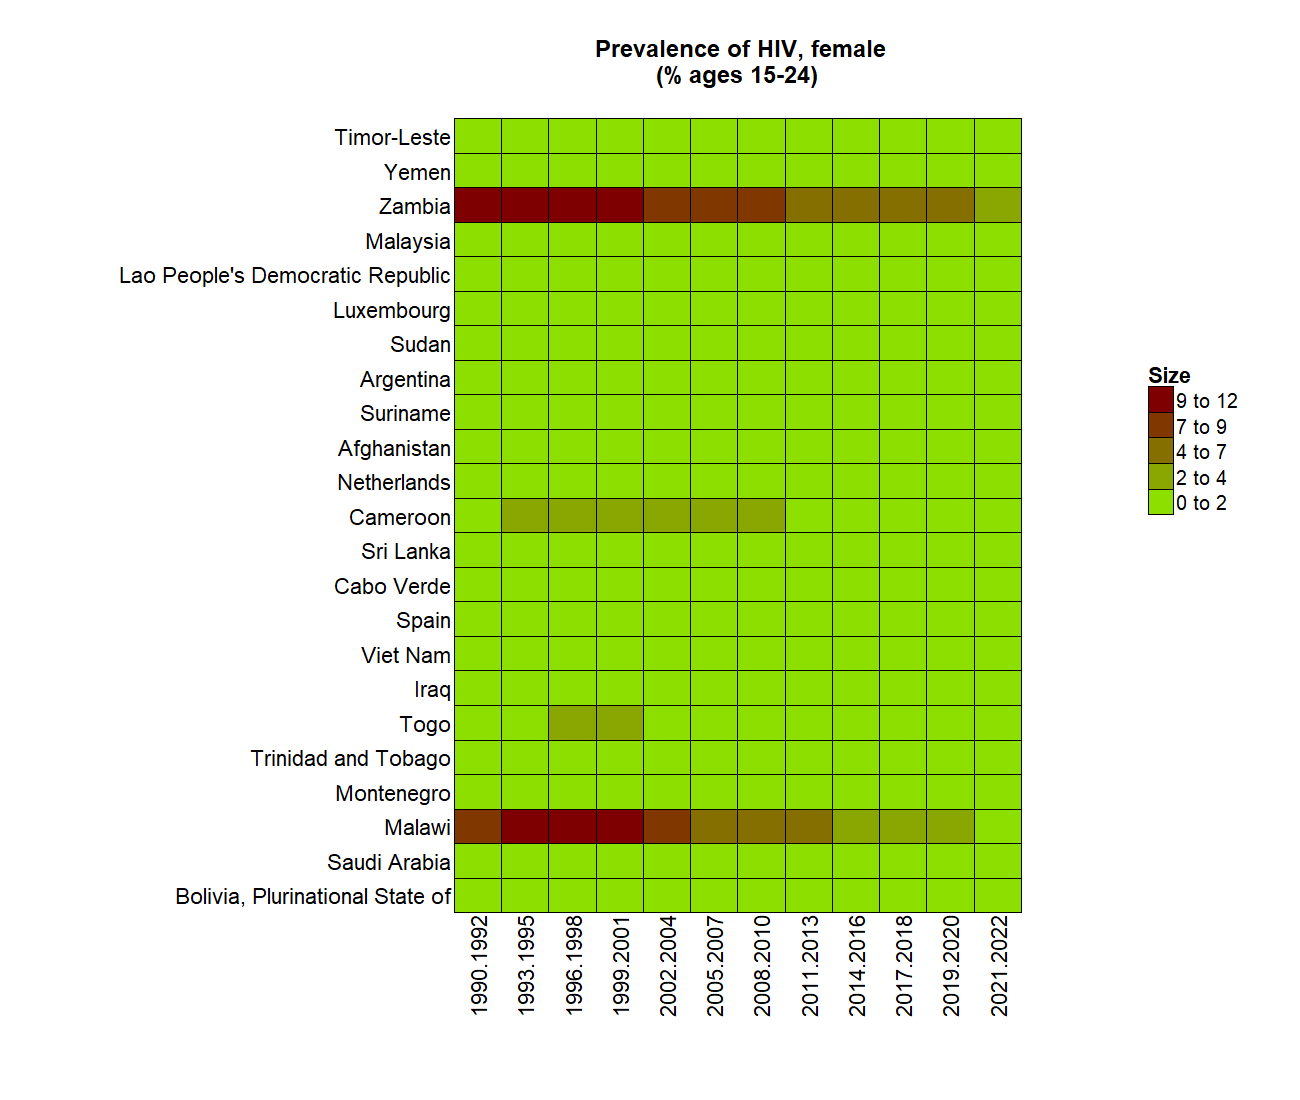 Prevalence of HIV, female
(% ages 15-24)
Timor-Leste
Yemen
Zambia
Malaysia
Lao People's Democratic Republic
Luxembourg
Sudan
Argentina
Suriname
Afghanistan
Netherlands
Cameroon
Sri Lanka
Cabo Verde
Spain
Viet Nam
Iraq
Togo
Trinidad and Tobago
Montenegro
Malawi
Saudi Arabia
Bolivia, Plurinational State of
1990.1992
1993.1995
1996.1998
1999.2001
2002.2004
2005.2007
2008.2010
2011.2013
2014.2016
2017.2018
2019.2020
2021.2022
Size
9 to 12
7 to 9
4 to 7
2 to 4
0 to 2